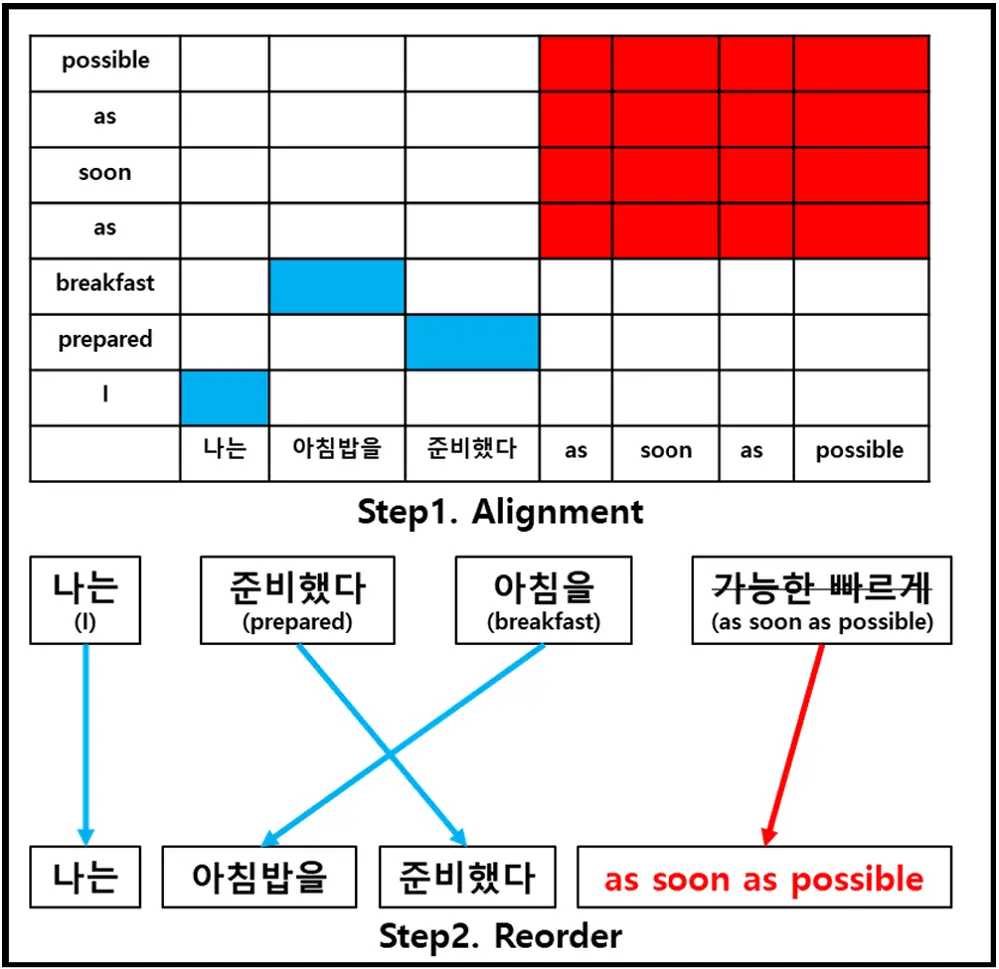 possible
as
soon
as
breakfast
prepared
I
나는 아침밥을 준비했다 as soon as possible
Step1. Alignment
나는 준비했다 아침을 가능한 빠르게
(I) (prepared) (breakfast) (as soon as possible)
나는 아침밥을 준비했다 as soon as possible
Step2. Reorder